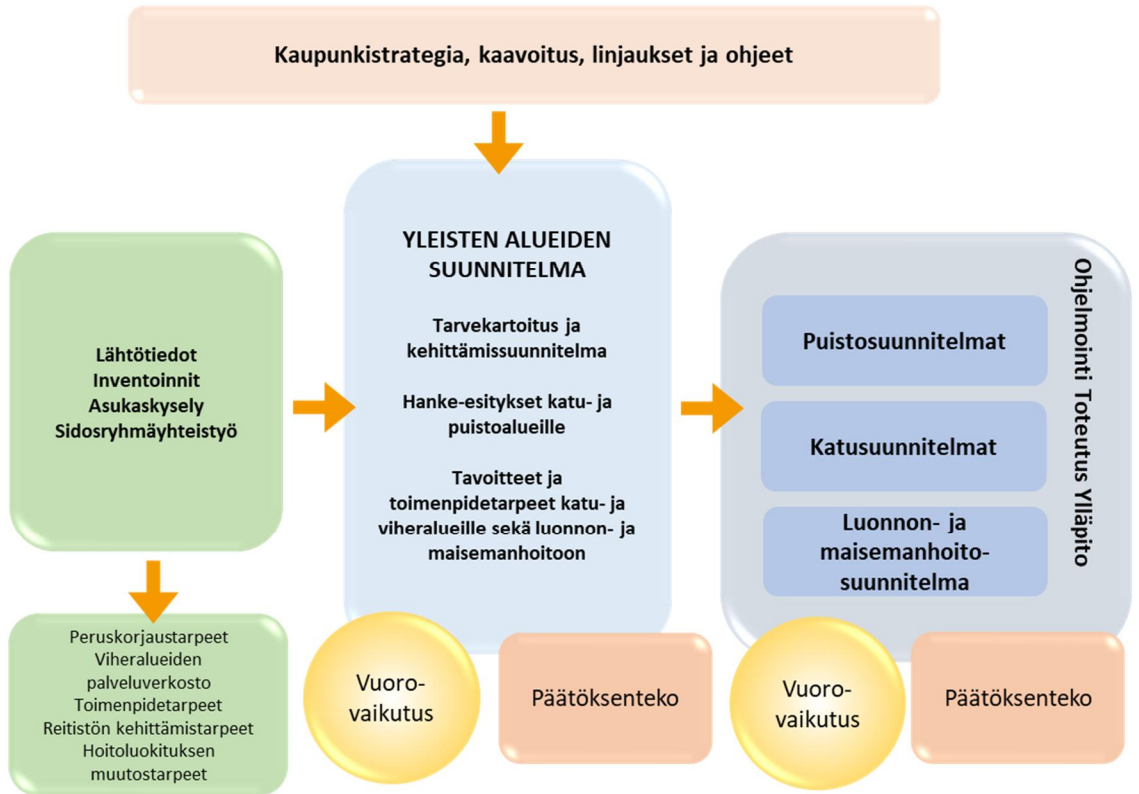 Kaupunkistrategia, kaavoitus, linjaukset ja ohjeet
Lähtötiedot
Inventoinnit
Asukaskysely
Sidosryhmäyhteistyö
Peruskorjaustarpeet
Viheralueiden
palveluverkosto
Toimenpidetarpeet
Reitistön kehittämistarpeet
Hoitoluokituksen
muutostarpeet
YLEISTEN ALUEIDEN
SUUNNITELMA
Tarvekartoitus ja
kehittämissuunnitelma
Hanke-esitykset katu- ja
puistoalueille
Tavoitteet ja
toimenpidetarpeet katu- ja
viheralueille sekä luonnon- ja
maisemanhoitoon
Vuoro-
vaikutus
Päätöksenteko
Puistosuunnitelmat
Katusuunnitelmat
Luonnon- ja
maisemanhoito-
suunnitelma
Ohjelmointi Toteutus Ylläpito
Vuoro-
vaikutus
Päätöksenteko